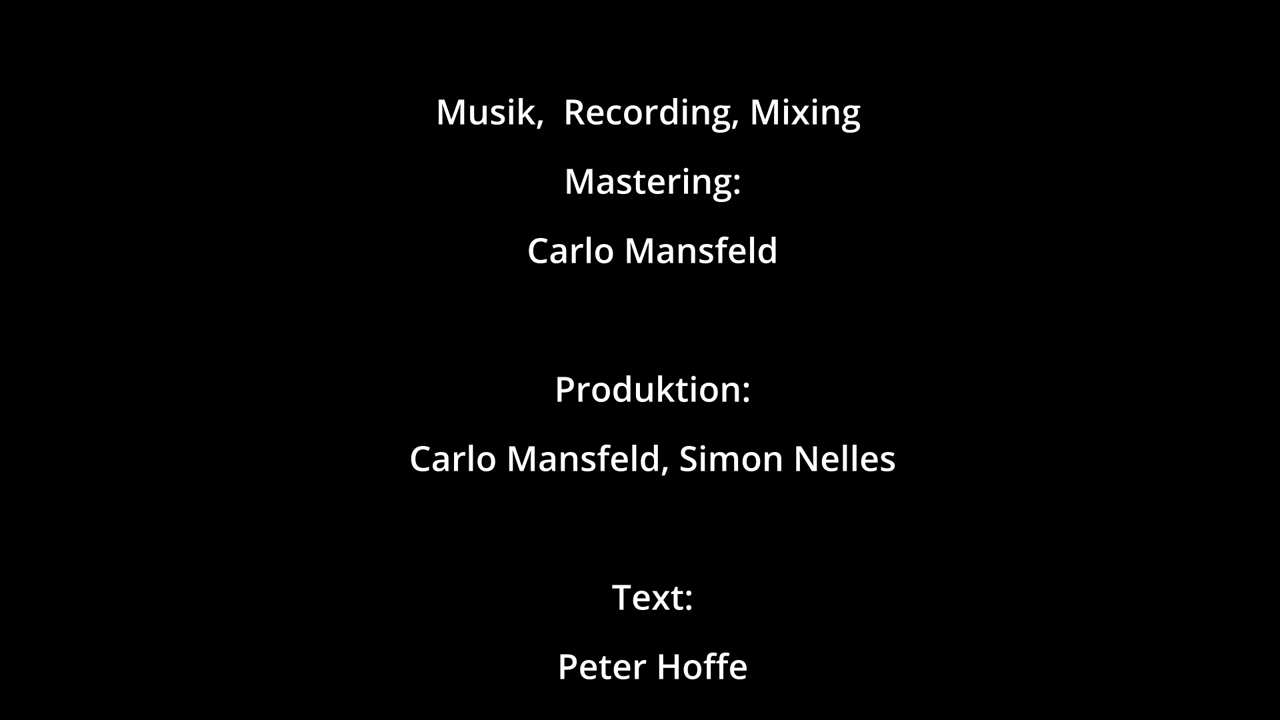 Musik,  Recording, Mixing
Mastering:
Carlo Mansfeld
Produktion:
Carlo Mansfeld, Simon Nelles
Text:
Peter Hoffe